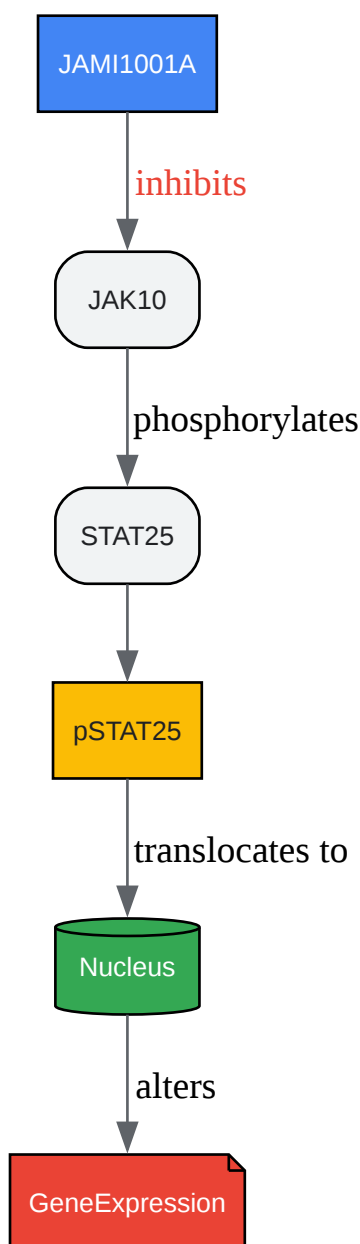 JAMI1001A
inhibits
JAK10
phosphorylates
STAT25
pSTAT25
translocates to
Nucleus
alters
GeneExpression